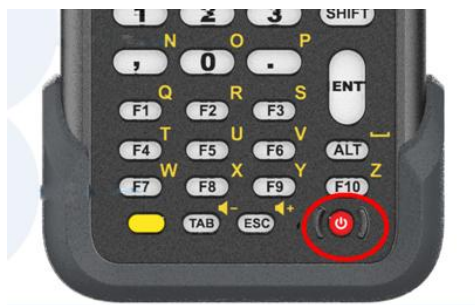 1 2 3 SHIFT
N O P
, 0 . ENT
Q R S
F1 F2 F3
T U V
F4 F5 F6 ALT
W X Y Z
F7 F8 F9 F10
- +
TAB ESC